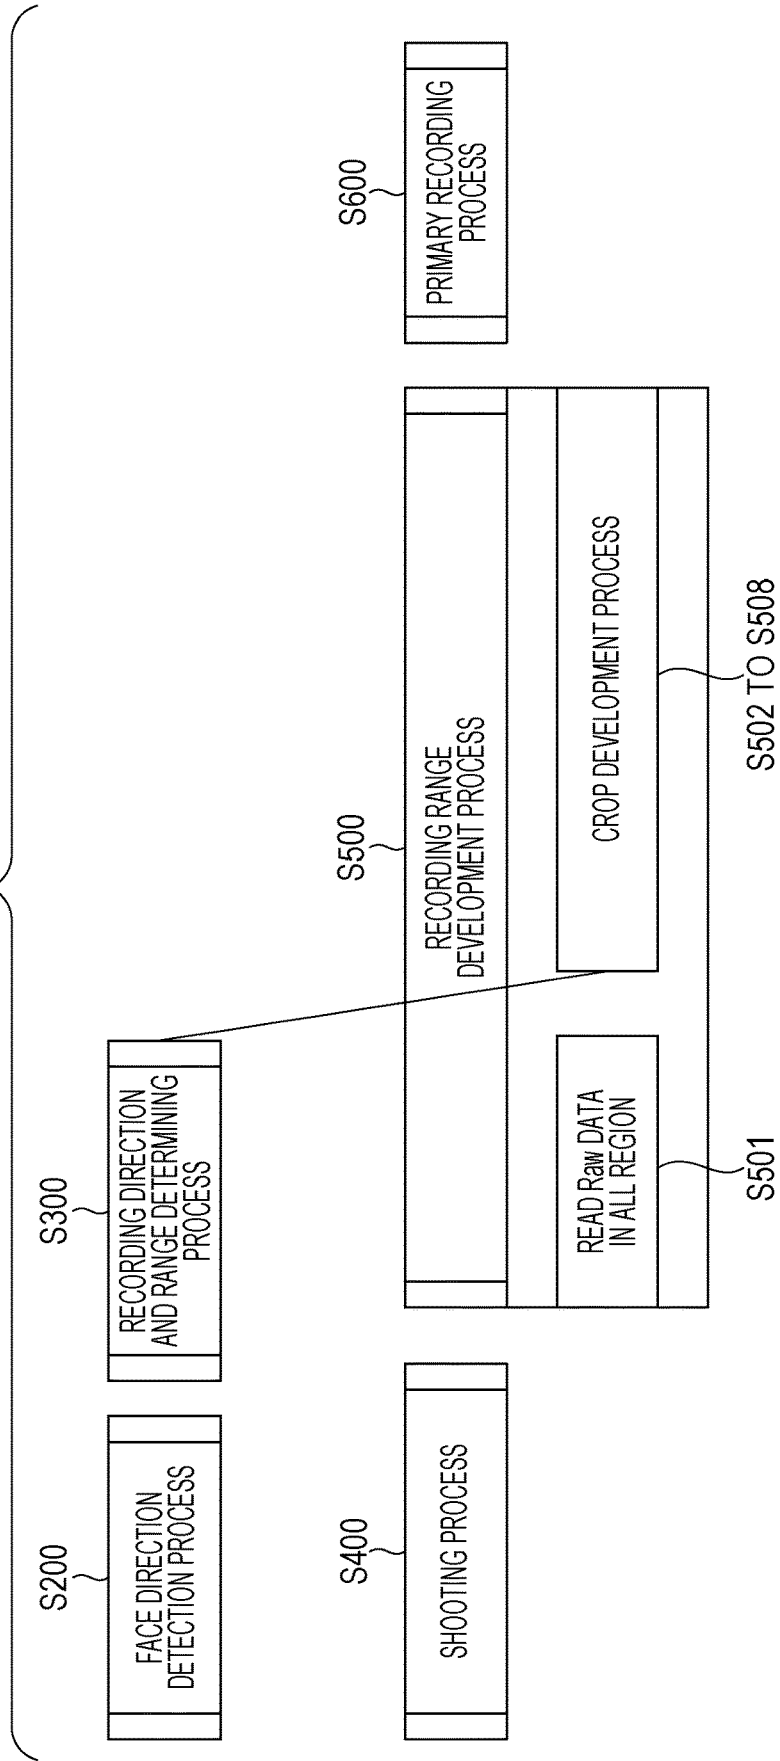 S200
FACE DIRECTION
DETECTION PROCESS
S300
RECORDING DIRECTION
AND RANGE DETERMINING
PROCESS
S400
SHOOTING PROCESS
S500
RECORDING RANGE
DEVELOPMENT PROCESS
S600
PRIMARY RECORDING
PROCESS
READ Raw DATA
IN ALL REGION
S501
CROP DEVELOPMENT PROCESS
S502 TO S508